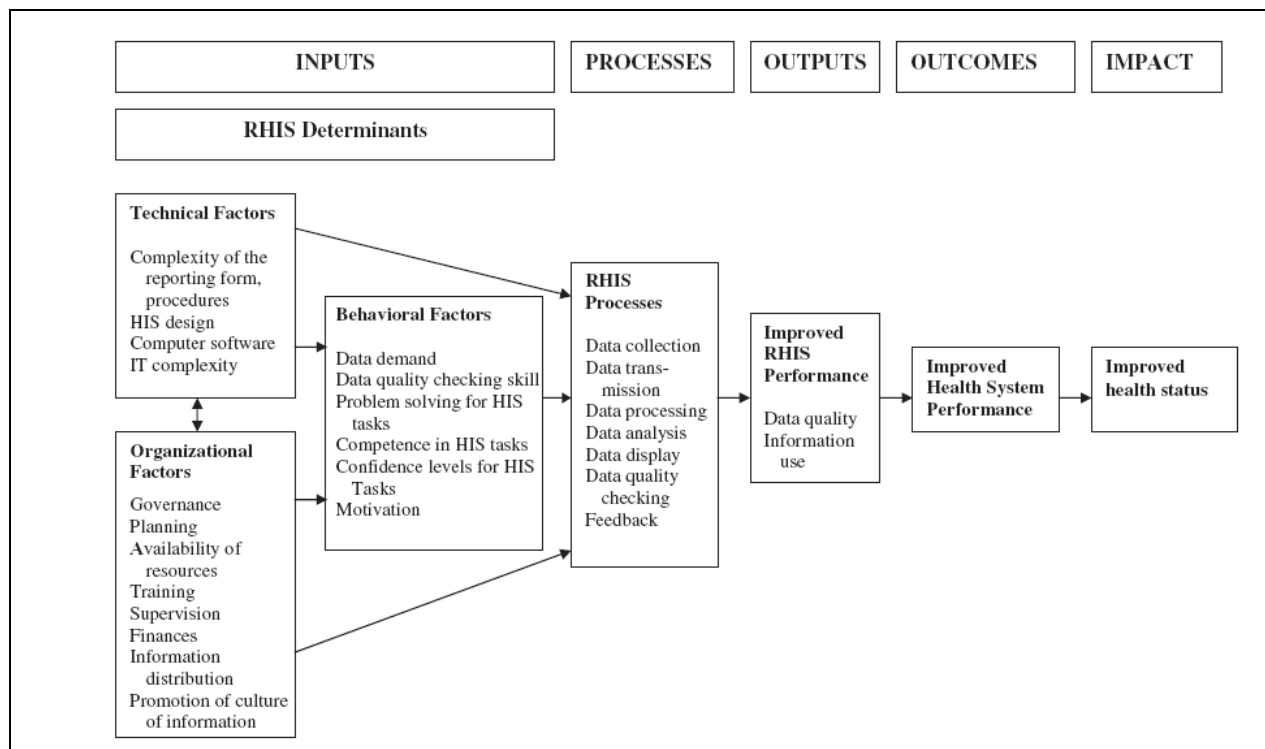 INPUTS
PROCESSES
OUTPUTS
OUTCOMES
IMPACT
RHIS Determinants
Technical Factors
Complexity of the
reporting form,
procedures
HIS design
Computer software
IT complexity
Organizational
Factors
Governance
Planning
Availability of
resources
Training
Supervision
Finances
Information
distribution
Promotion of culture
of information
Behavioral Factors
Data demand
Data quality checking skill
Problem solving for HIS
tasks
Competence in HIS tasks
Confidence levels for HIS
Tasks
Motivation
RHIS
Processes
Data collection
Data trans-
mission
Data processing
Data analysis
Data display
Data quality
checking
Feedback
Improved
RHIS
Performance
Data quality
Information
use
Improved
Health System
Performance
Improved
health status